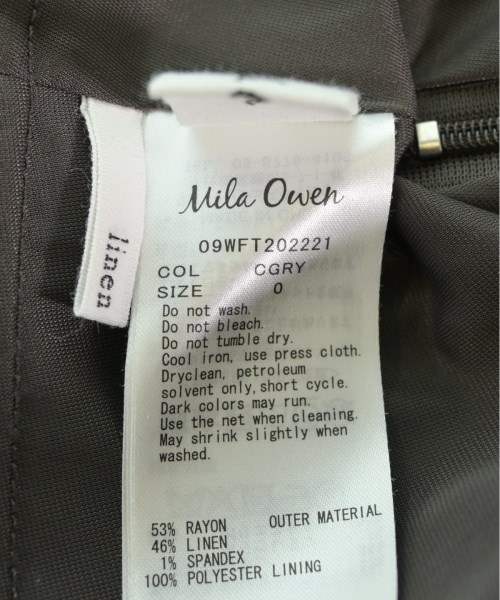 Mila Owen
09WFT202221
COL CGRY
SIZE 0
Do not wash.
Do not bleach.
Do not tumble dry.
Cool iron, use press cloth.
Dryclean, petroleum
solvent only,short cycle.
Dark colors may run.
Use the net when cleaning.
May shrink slightly when
washed.
53% RAYON OUTER MATERIAL
46% LINEN
1% SPANDEX
100% POLYESTER LINING
linen